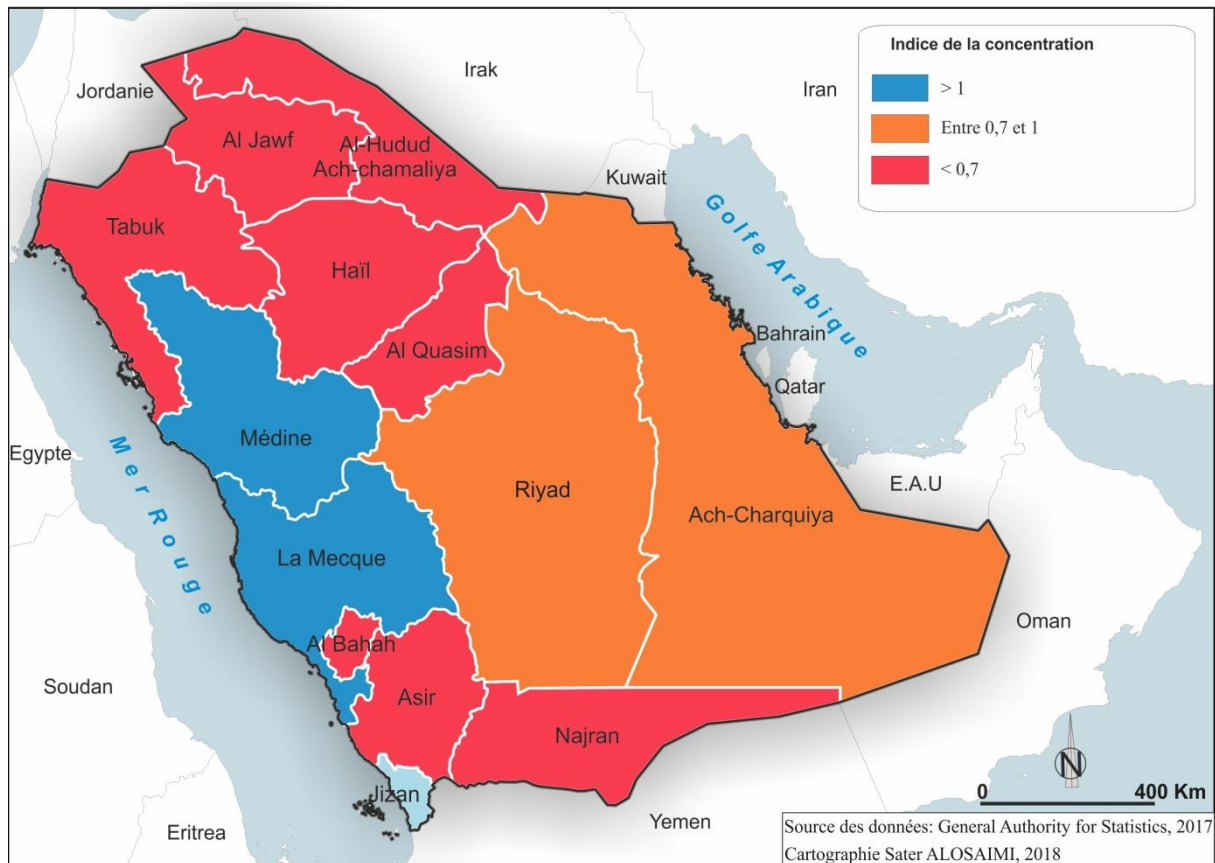 Indice de la concentration
> 1
Entre 0,7 et 1
< 0,7
Jordanie
Irak
Iran
Kuwait
Al Jawf
Al-Hudud
Ach-chamaliya
Tabuk
Haïl
Al Quasim
Golfe Arabique
Bahrain
Qatar
Médine
Egypte
Mer Rouge
Riyad
E.A.U
Ach-Charquiya
La Mecque
Oman
Al Bahah
Soudan
Asir
Najran
Jizan
N
0 400 Km
Yemen
Eritrea
Source des données: General Authority for Statistics, 2017
Cartographie Sater ALOSAIMI, 2018